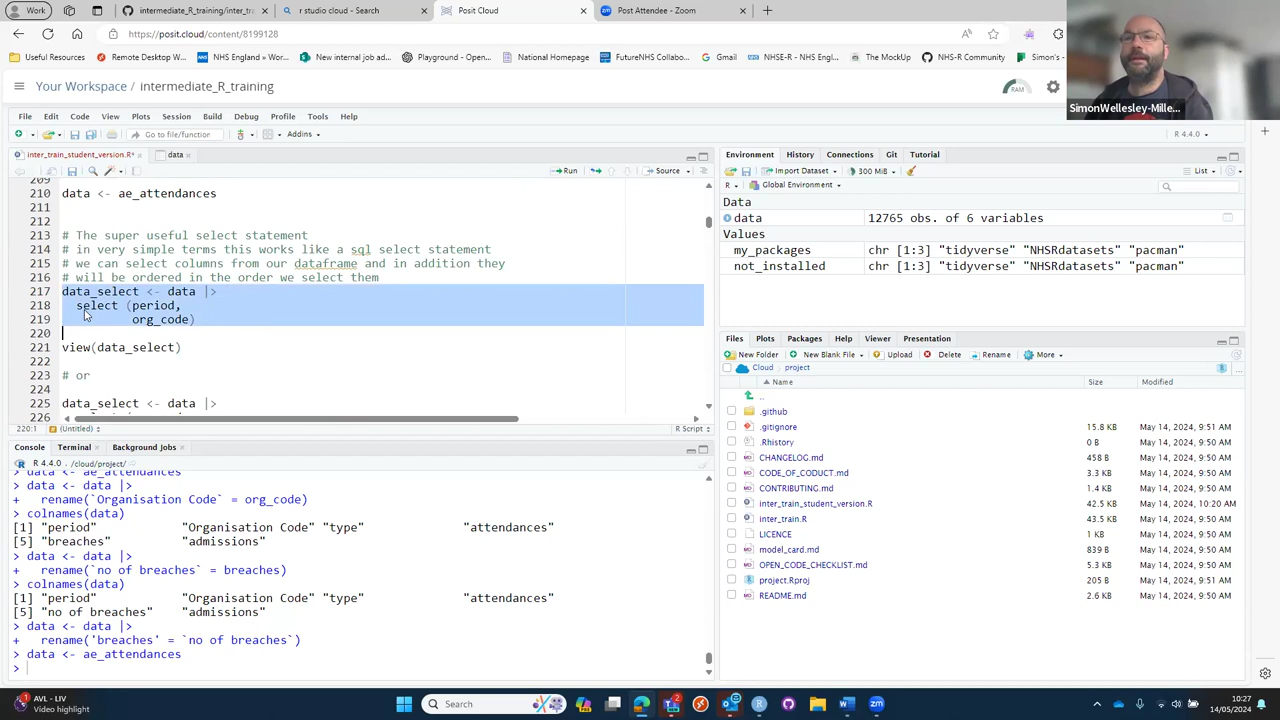 Work
intermediate_R_training/inter_tra
r studio cloud - Search
Posit Cloud
Post Attendee - Zoom
https://posit.cloud/content/8199128
Useful Resources
Remote Desktop Web...
NHS England » Wor...
New internal job ad...
Playground - Open...
National Homepage
FutureNHS Collabo...
Gmail
NHSE-R - NHS Engl...
The MockUp
NHS-R Community
Simon's
SimonWellesley-Mille...
Your Workspace / intermediate_R_training
RAM
File Edit Code View Plots Session Build Debug Profile Tools Help
Go to file/function
Addins
R 4.4.0
inter_train_student_version.R*
data
Run
Source
209
210 data <- ae_attendances
211
212
213 # The super useful select statement
214 # in very simple terms this works like a sql select statement
215 # we can select columns from our dataframe and in addition they
216 # will be ordered in the order we select them
217 data_select <- data |>
218 select (period,
219 org_code)
220
221 view(data_select)
222
223 # or
224
225 data_select <- data |>
226
220:1 (Untitled) R Script
Console Terminal Background Jobs
R 4.4.0 · /cloud/project/
> data <- ae_attendances
> data <- data |>
+ rename(`Organisation Code` = org_code)
> colnames(data)
[1] "period" "Organisation Code" "type" "attendances"
[5] "breaches" "admissions"
> data <- data |>
+ rename(`no of breaches` = breaches)
> colnames(data)
[1] "period" "Organisation Code" "type" "attendances"
[5] "no of breaches" "admissions"
> data <- data |>
+ rename('breaches' = `no of breaches`)
> data <- ae_attendances
>
Environment History Connections Git Tutorial
Import Dataset 300 MiB List
R Global Environment
Data
data 12765 obs. of 6 variables
Values
my_packages chr [1:3] "tidyverse" "NHSRdatasets" "pacman"
not_installed chr [1:3] "tidyverse" "NHSRdatasets" "pacman"
Files Plots Packages Help Viewer Presentation
New Folder New Blank File Upload Delete Rename More
Cloud project
Name Size Modified
..
.github
.gitignore 15.8 KB May 14, 2024, 9:51 AM
.Rhistory 0 B May 14, 2024, 9:51 AM
CHANGELOG.md 458 B May 14, 2024, 9:50 AM
CODE_OF_CODUCT.md 3.3 KB May 14, 2024, 9:50 AM
CONTRIBUTING.md 1.4 KB May 14, 2024, 9:50 AM
inter_train_student_version.R 42.5 KB May 14, 2024, 10:20 AM
inter_train.R 43.5 KB May 14, 2024, 9:50 AM
LICENCE 1 KB May 14, 2024, 9:50 AM
model_card.md 839 B May 14, 2024, 9:50 AM
OPEN_CODE_CHECKLIST.md 5.3 KB May 14, 2024, 9:50 AM
project.Rproj 205 B May 14, 2024, 9:51 AM
README.md 2.6 KB May 14, 2024, 9:50 AM
AVL - LIV
Video highlight
Search
10:27
14/05/2024